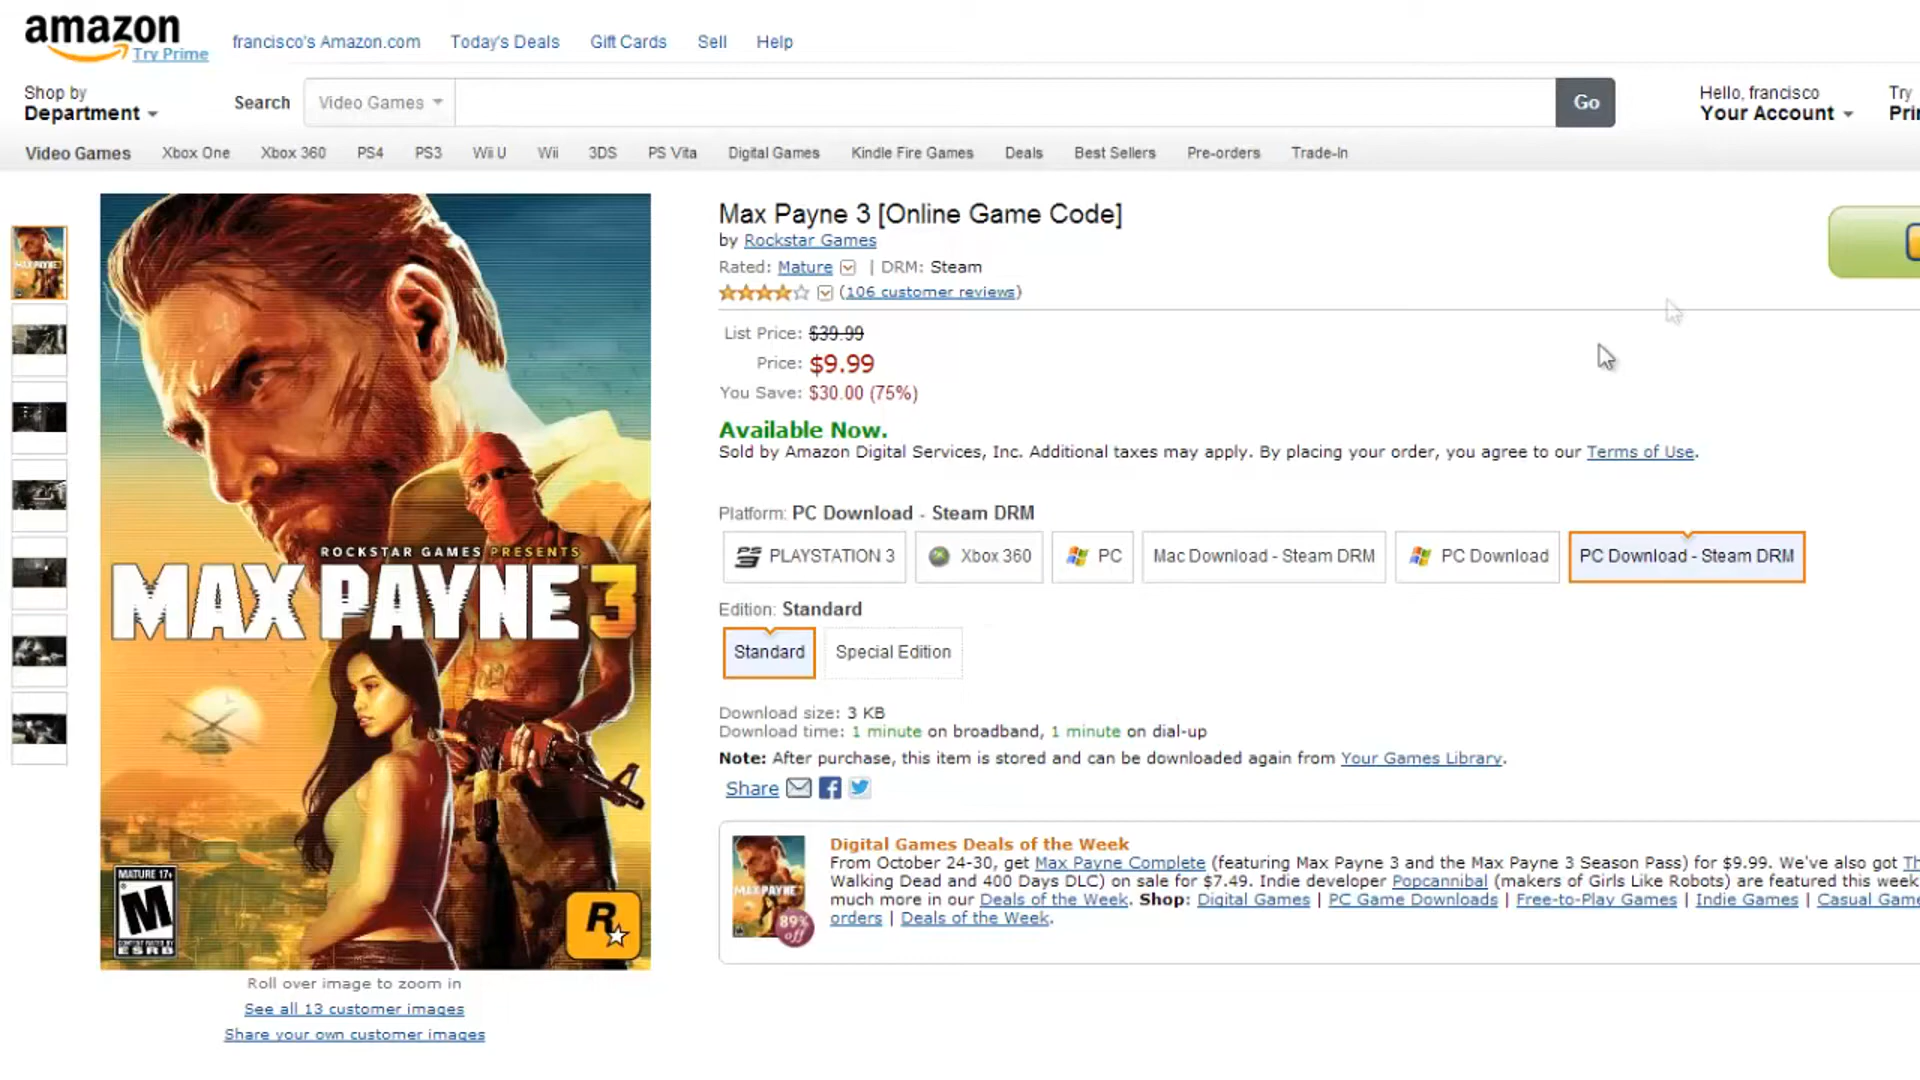 amazon
Try Prime
francisco's Amazon.com Today's Deals Gift Cards Sell Help
Shop by
Department
Search Video Games Go
Hello, francisco
Your Account
Try
Video Games Xbox One Xbox 360 PS4 PS3 Wii U Wii 3DS PS Vita Digital Games Kindle Fire Games Deals Best Sellers Pre-orders Trade-In
Max Payne 3 [Online Game Code]
by Rockstar Games
Rated: Mature | DRM: Steam
(106 customer reviews)
List Price: $39.99
Price: $9.99
You Save: $30.00 (75%)
Available Now.
Sold by Amazon Digital Services, Inc. Additional taxes may apply. By placing your order, you agree to our Terms of Use.
Platform: PC Download - Steam DRM
PLAYSTATION 3 Xbox 360 PC Mac Download - Steam DRM PC Download PC Download - Steam DRM
Edition: Standard
Standard Special Edition
Download size: 3 KB
Download time: 1 minute on broadband, 1 minute on dial-up
Note: After purchase, this item is stored and can be downloaded again from Your Games Library.
Share
Digital Games Deals of the Week
From October 24-30, get Max Payne Complete (featuring Max Payne 3 and the Max Payne 3 Season Pass) for $9.99. We've also got
Walking Dead and 400 Days DLC) on sale for $7.49. Indie developer Popcannibal (makers of Girls Like Robots) are featured this week
much more in our Deals of the Week. Shop: Digital Games | PC Game Downloads | Free-to-Play Games | Indie Games | Casual
orders | Deals of the Week.
MAX PAYNE
89%
off
ROCKSTAR GAMES PRESENTS
MAX PAYNE 3
MATURE 17+
M
CONTENT RATED BY
ESRB
R
Roll over image to zoom in
See all 13 customer images
Share your own customer images